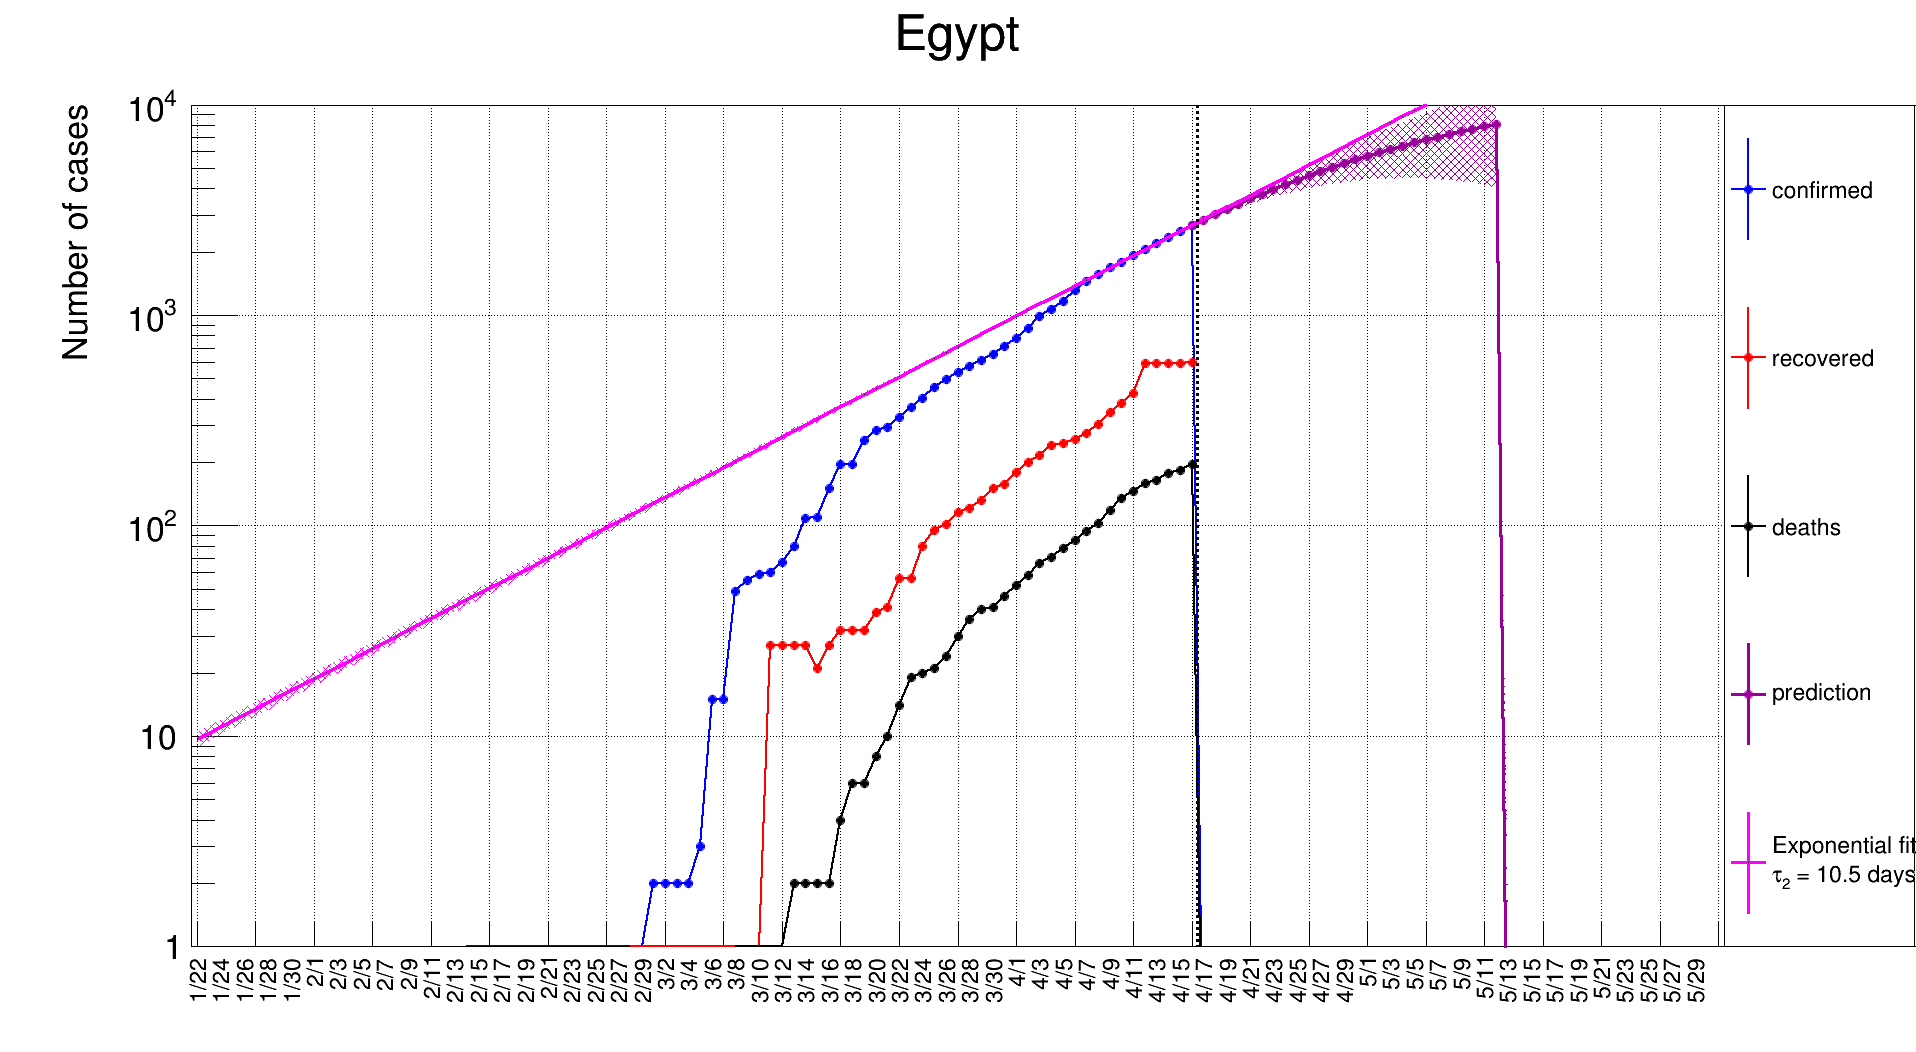 Egypt
Number of cases
10^4
10^3
10^2
10
1
1/22 1/24 1/26 1/28 1/30 2/1 2/3 2/5 2/7 2/9 2/11 2/13 2/15 2/17 2/19 2/21 2/23 2/25 2/27 2/29 3/2 3/4 3/6 3/8 3/10 3/12 3/14 3/16 3/18 3/20 3/22 3/24 3/26 3/28 3/30 4/1 4/3 4/5 4/7 4/9 4/11 4/13 4/15 4/17 4/19 4/21 4/23 4/25 4/27 4/29 5/1 5/3 5/5 5/7 5/9 5/11 5/13 5/15 5/17 5/19 5/21 5/23 5/25 5/27 5/29
confirmed
recovered
deaths
prediction
Exponential fit
τ₂ = 10.5 days